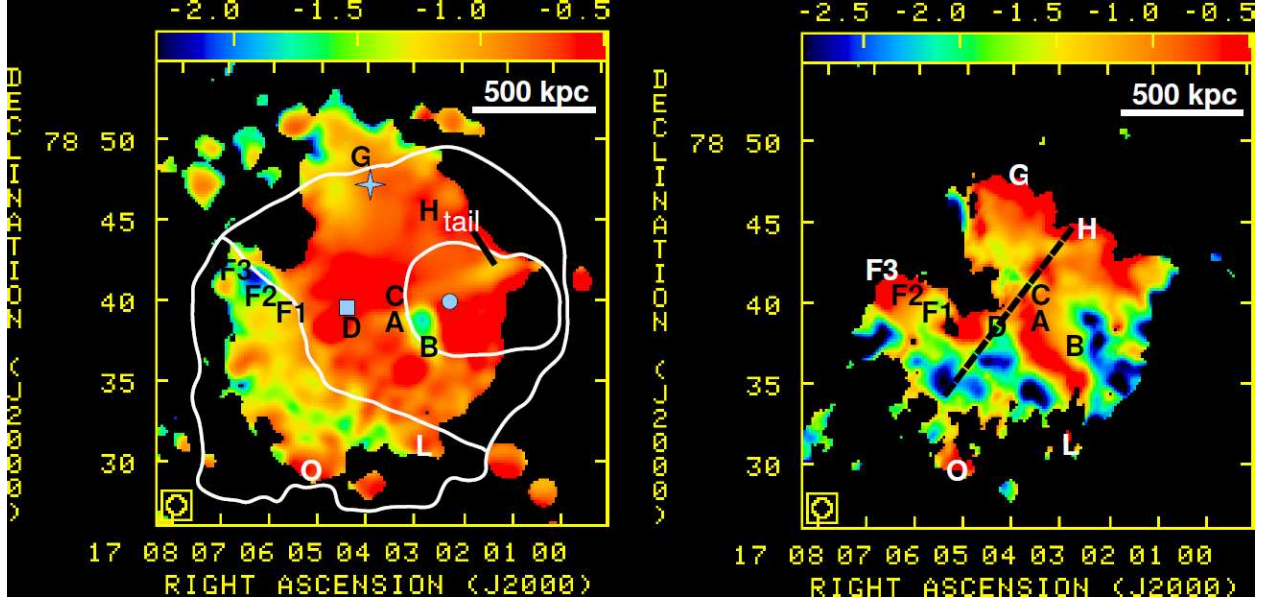 -2.0 -1.5 -1.0 -0.5
500 kpc
DECLINATION (J2000)
78 50
45
40
35
30
G
H
tail
F3
F2
F1
C
A
D
B
L
O
17 08 07 06 05 04 03 02 01 00
RIGHT ASCENSION (J2000)
-2.5 -2.0 -1.5 -1.0 -0.5
500 kpc
DECLINATION (J2000)
78 50
45
40
35
30
G
H
F3
F2
F1
C
A
D
B
L
O
17 08 07 06 05 04 03 02 01 00
RIGHT ASCENSION (J2000)